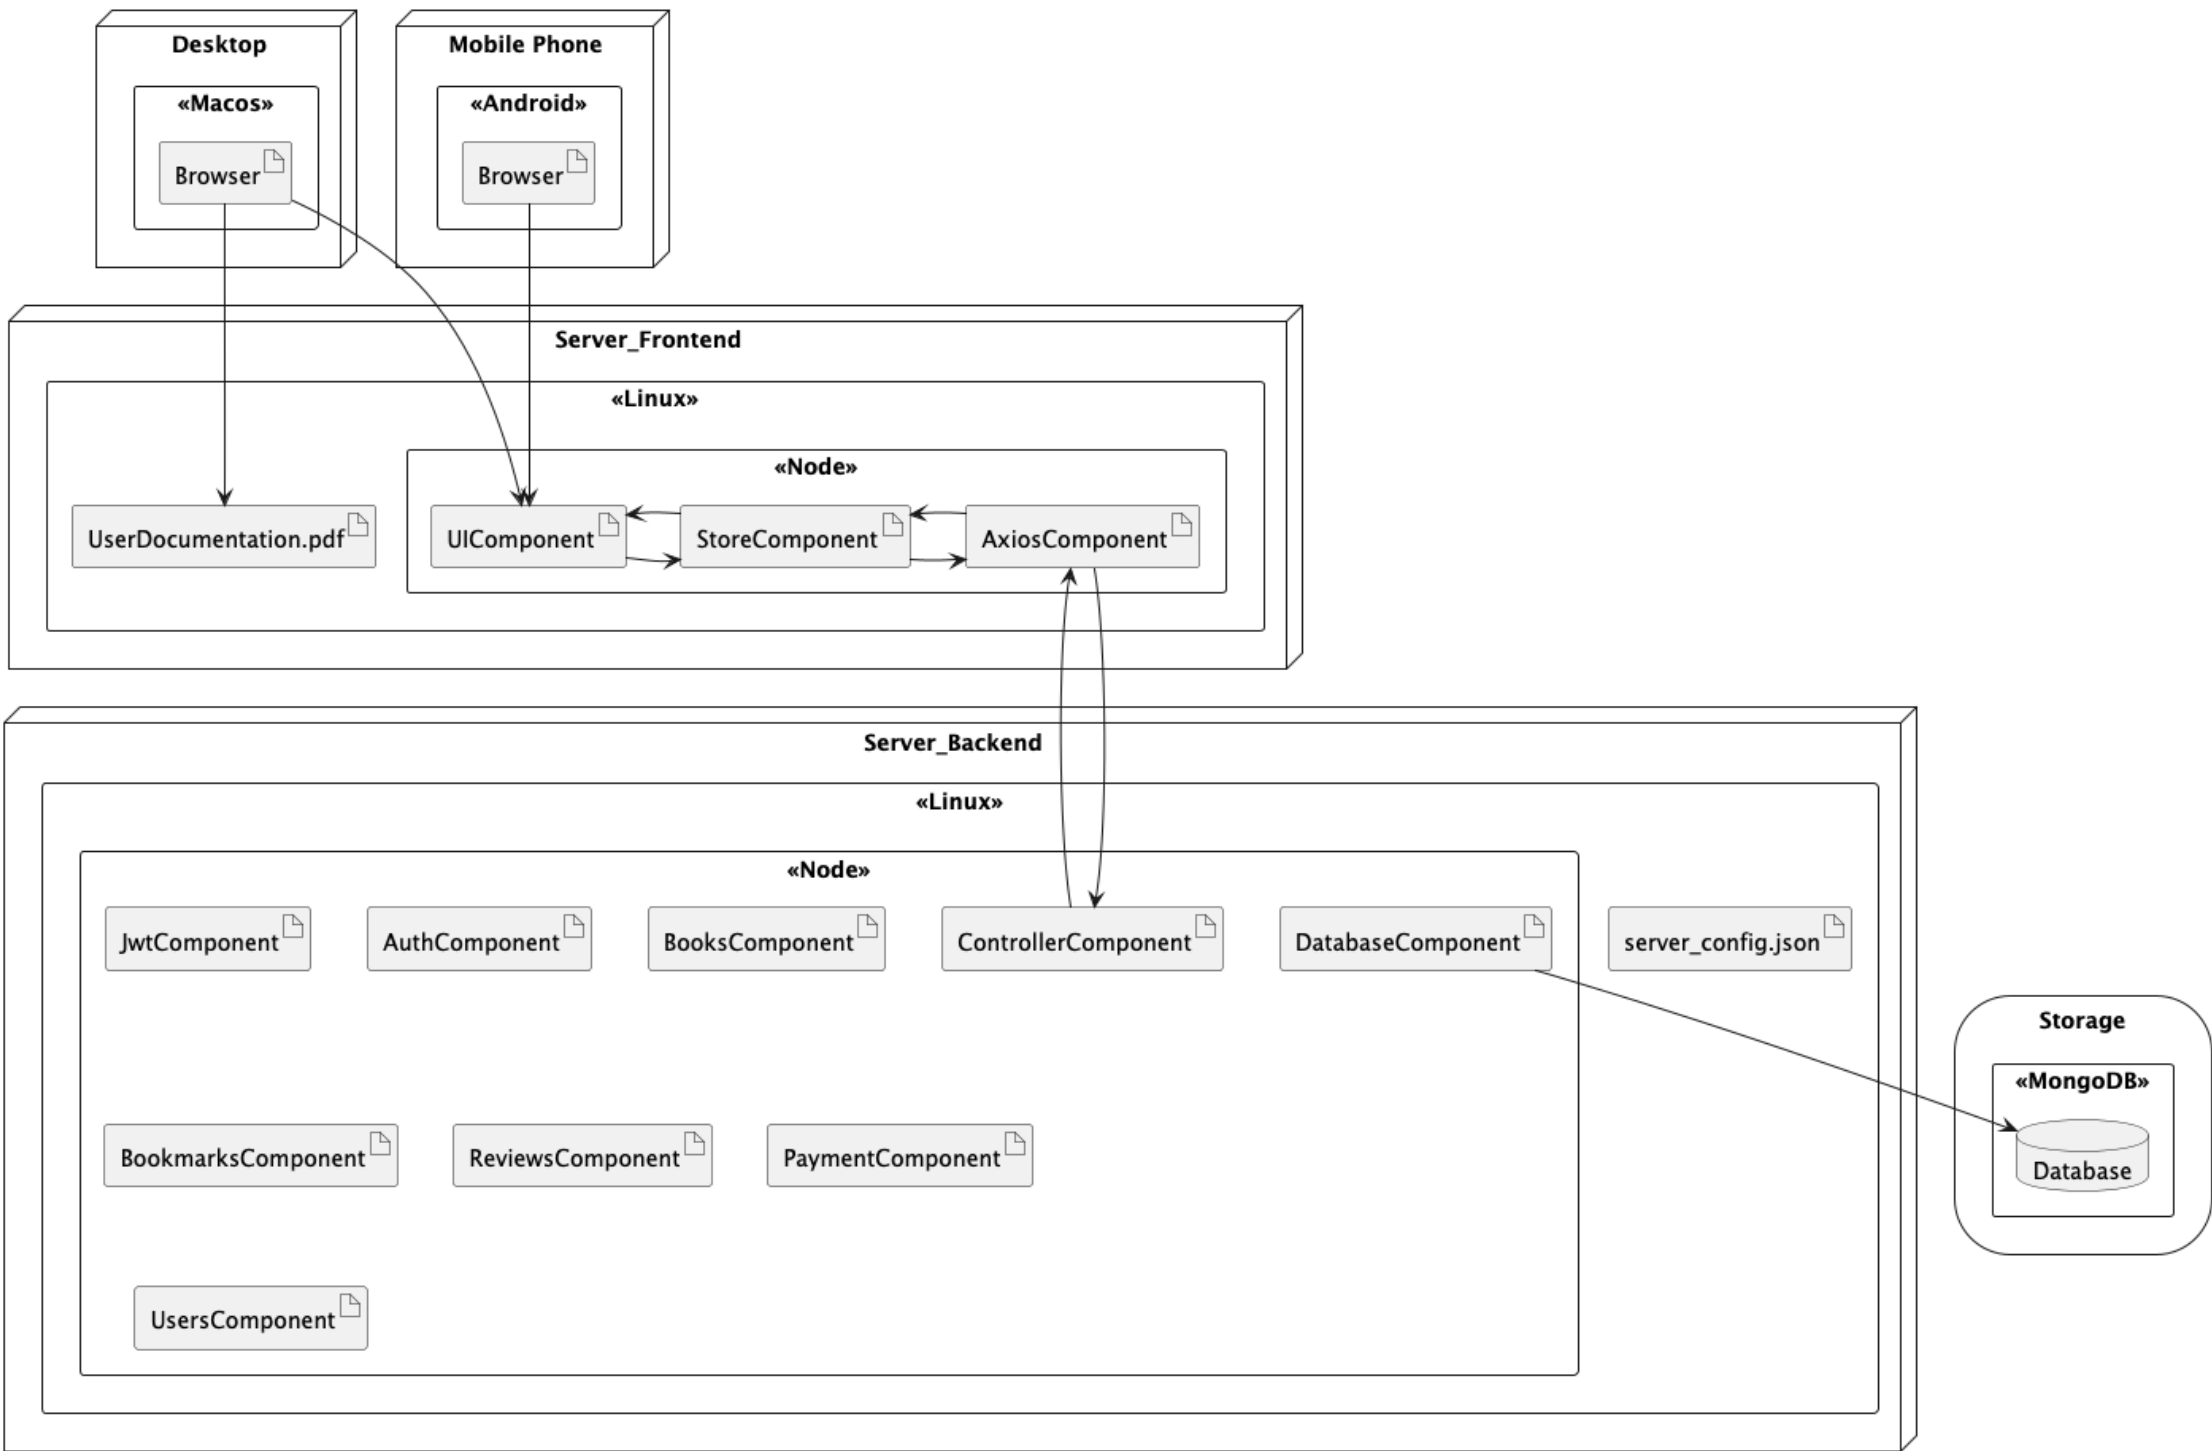 Desktop
«Macos»
Browser
Mobile Phone
«Android»
Browser
Server_Frontend
«Linux»
«Node»
UserDocumentation.pdf
UIComponent
StoreComponent
AxiosComponent
Server_Backend
«Linux»
«Node»
JwtComponent
AuthComponent
BooksComponent
ControllerComponent
DatabaseComponent
server_config.json
BookmarksComponent
ReviewsComponent
PaymentComponent
UsersComponent
Storage
«MongoDB»
Database